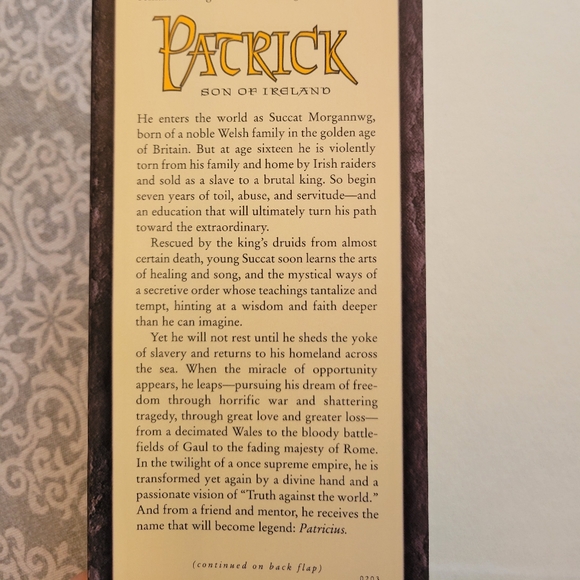 PATRICK
SON OF IRELAND
He enters the world as Succat Morgannwg,
born of a noble Welsh family in the golden age
of Britain. But at age sixteen he is violently
torn from his family and home by Irish raiders
and sold as a slave to a brutal king. So begin
seven years of toil, abuse, and servitude—and
an education that will ultimately turn his path
toward the extraordinary.
Rescued by the king's druids from almost
certain death, young Succat soon learns the arts
of healing and song, and the mystical ways of
a secretive order whose teachings tantalize and
tempt, hinting at a wisdom and faith deeper
than he can imagine.
Yet he will not rest until he sheds the yoke
of slavery and returns to his homeland across
the sea. When the miracle of opportunity
appears, he leaps—pursuing his dream of free-
dom through horrific war and shattering
tragedy, through great love and greater loss—
from a decimated Wales to the bloody battle-
fields of Gaul to the fading majesty of Rome.
In the twilight of a once supreme empire, he is
transformed yet again by a divine hand and a
passionate vision of "Truth against the world."
And from a friend and mentor, he receives the
name that will become legend: Patricius.
(continued on back flap)
0203